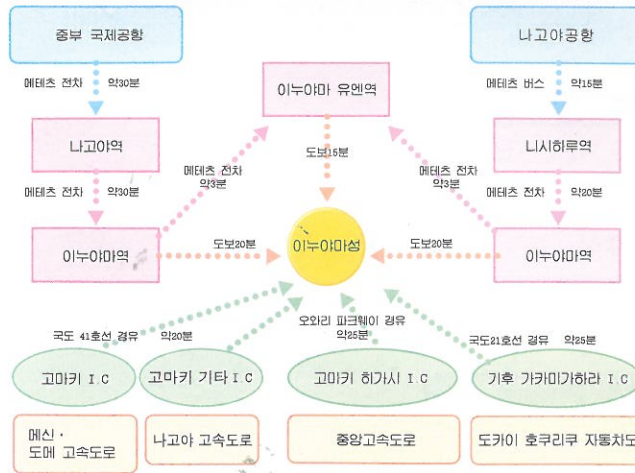 중부 국제공항
나고야공항
메테츠 전차 약30분
메테츠 버스 약15분
이누야마 유엔역
나고야역
니시하루역
도보15분
메테츠 전차
약3분
메테츠 전차
약3분
메테츠 전차 약30분
메테츠 전차 약20분
이누야마역
도보20분
이누야마성
도보20분
이누야마역
국도 41호선 경유 약20분
오와리 파크웨이 경유
약25분
국도21호선 경유 약25분
고마키 I.C
고마키 기타 I.C
고마키 히가시 I.C
기후 가카미가하라 I.C
메신·
도메 고속도로
나고야 고속도로
중앙고속도로
도카이 호쿠리쿠 자동차도